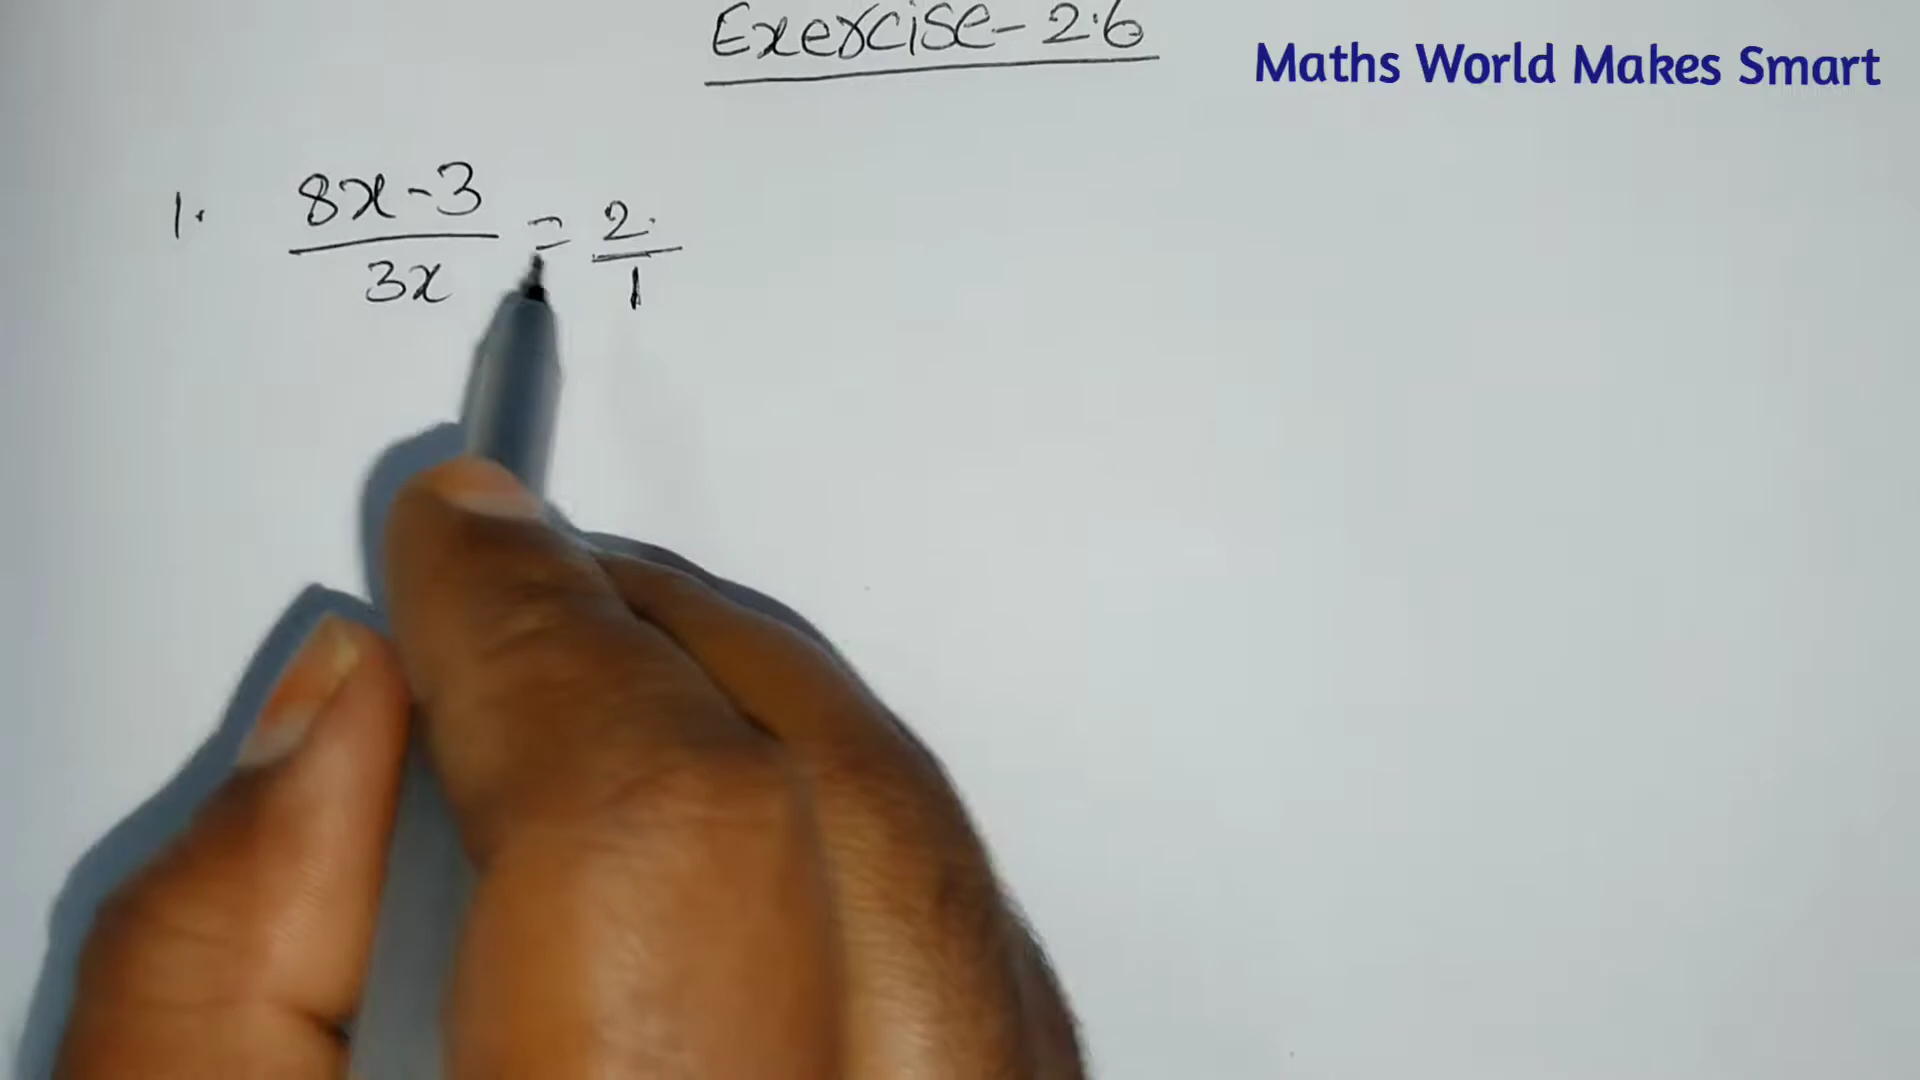 Exercise-2.6
Maths World Makes Smart
1. 8x-3 = 2
3x 1